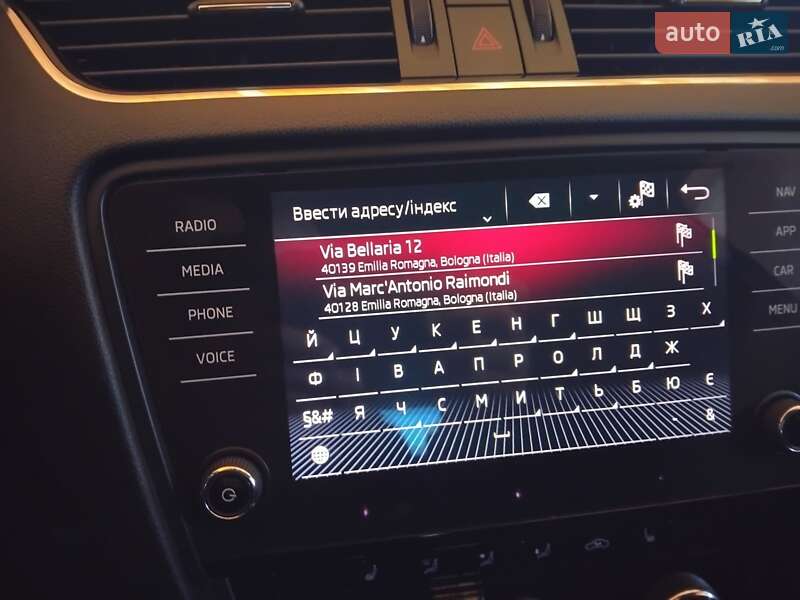 auto RIA .com
RADIO
MEDIA
PHONE
VOICE
NAV
APP
CAR
MENU
Ввести адресу/індекс
Via Bellaria 12
40139 Emilia Romagna, Bologna (Italia)
Via Marc'Antonio Raimondi
40128 Emilia Romagna, Bologna (Italia)
Й Ц У К Е Н Г Ш Щ З Х
Ф І В А П Р О Л Д Ж
§&# Я Ч С М И Т Ь Б Ю Є
- &